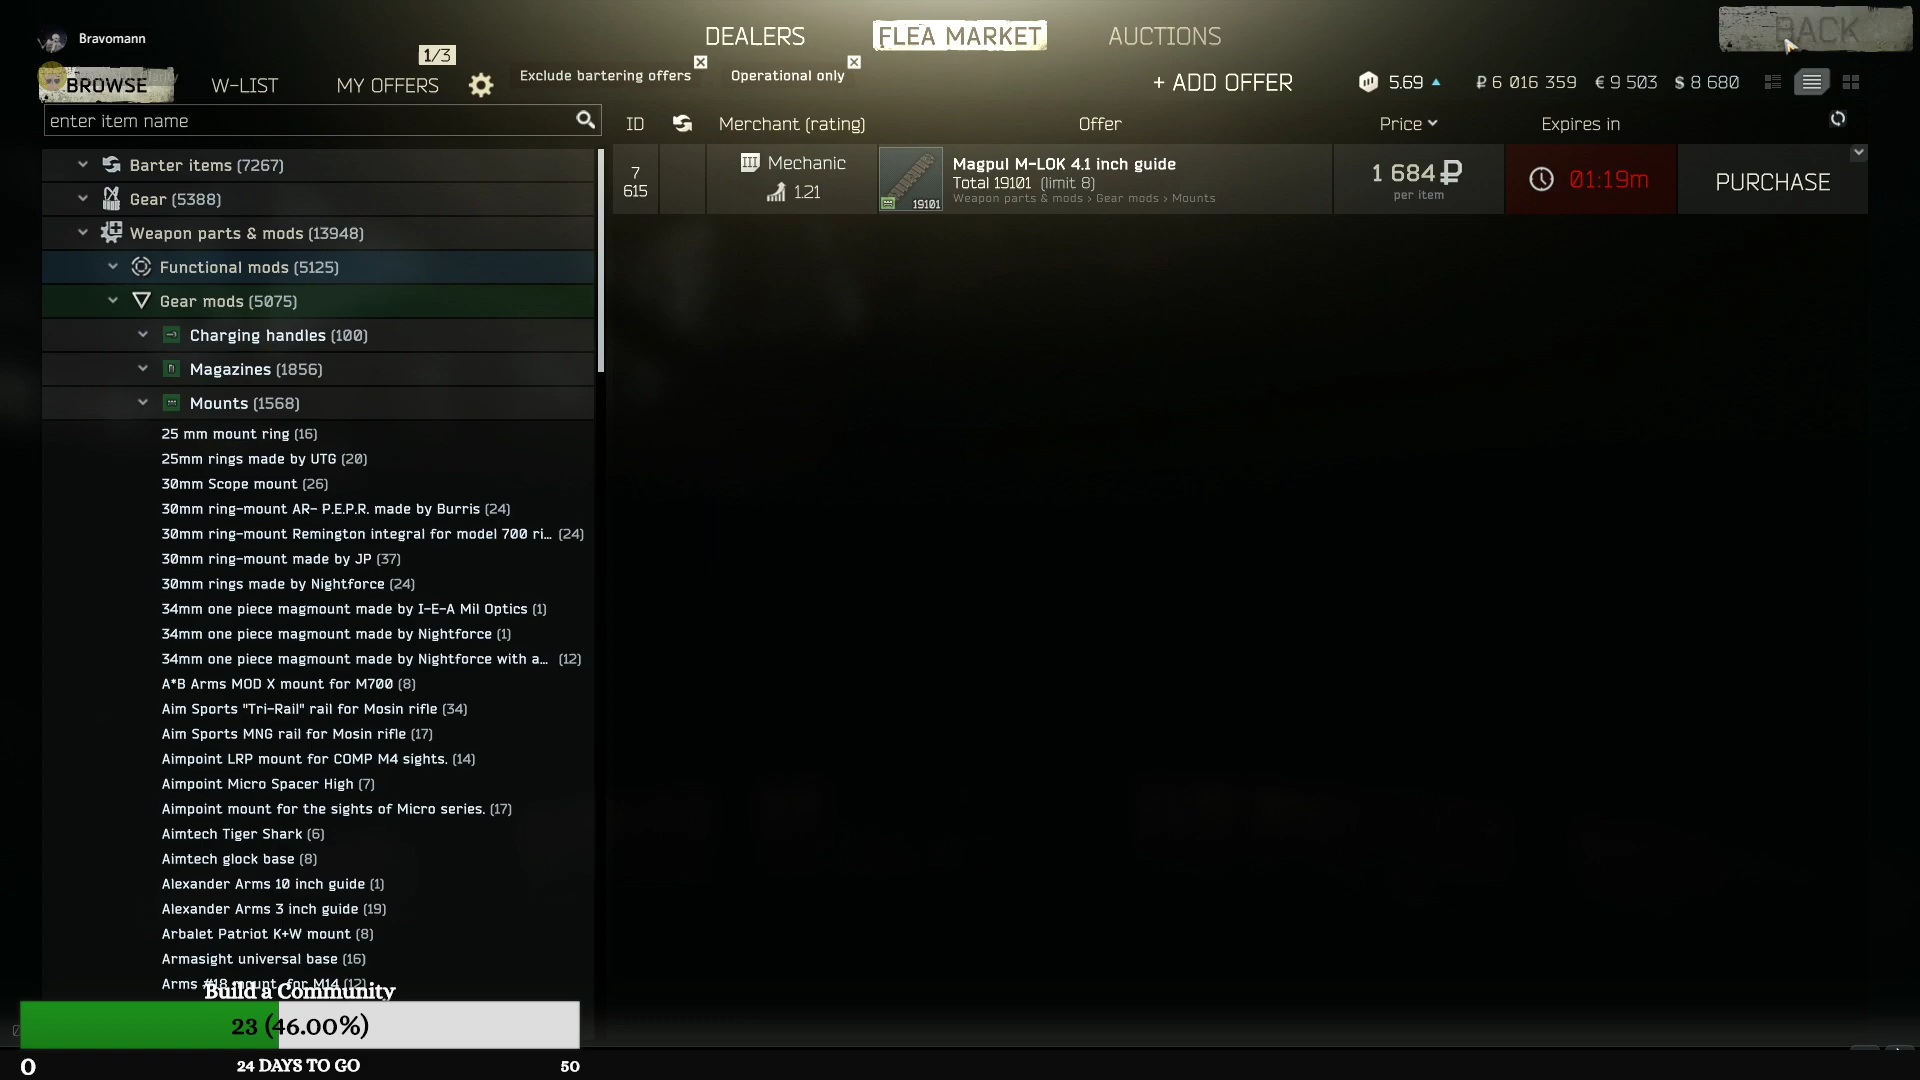 Bravomann
DEALERS
FLEA MARKET
AUCTIONS
BACK
BROWSE
W-LIST
1/3
MY OFFERS
Exclude bartering offers
Operational only
+ ADD OFFER
5.69
₽ 6 016 359
€ 9 503
$ 8 680
enter item name
ID
Merchant (rating)
Offer
Price
Expires in
Barter items (7267)
Gear (5388)
Weapon parts & mods (13948)
Functional mods (5125)
Gear mods (5075)
Charging handles (100)
Magazines (1856)
Mounts (1568)
25 mm mount ring (16)
25mm rings made by UTG (20)
30mm Scope mount (26)
30mm ring-mount AR- P.E.P.R. made by Burris (24)
30mm ring-mount Remington integral for model 700 ri... (24)
30mm ring-mount made by JP (37)
30mm rings made by Nightforce (24)
34mm one piece magmount made by I-E-A Mil Optics (1)
34mm one piece magmount made by Nightforce (1)
34mm one piece magmount made by Nightforce with a... (12)
A*B Arms MOD X mount for M700 (8)
Aim Sports "Tri-Rail" rail for Mosin rifle (34)
Aim Sports MNG rail for Mosin rifle (17)
Aimpoint LRP mount for COMP M4 sights. (14)
Aimpoint Micro Spacer High (7)
Aimpoint mount for the sights of Micro series. (17)
Aimtech Tiger Shark (6)
Aimtech glock base (8)
Alexander Arms 10 inch guide (1)
Alexander Arms 3 inch guide (19)
Arbalet Patriot K+W mount (8)
Armasight universal base (16)
Arms #18 mount for M14 (12)
7
615
III Mechanic
1.21
19101
Magpul M-LOK 4.1 inch guide
Total 19101 (limit 8)
Weapon parts & mods > Gear mods > Mounts
1 684 ₽
per item
01:19m
PURCHASE
Build a Community
23 (46.00%)
0
24 DAYS TO GO
50